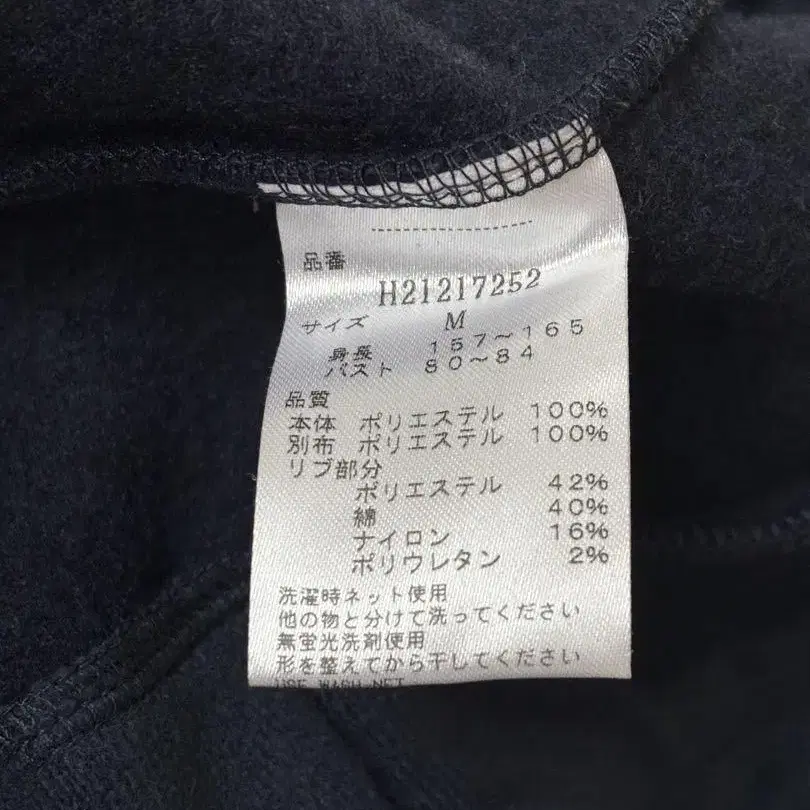 品番
H21217252
サイズ M
身長 157〜165
バスト 80〜84
品質
本体 ポリエステル 100%
別布 ポリエステル 100%
リブ部分
ポリエステル 42%
綿 40%
ナイロン 16%
ポリウレタン 2%
洗濯時ネット使用
他の物と分けて洗ってください
無蛍光洗剤使用
形を整えてから干してください
USE WASH NET